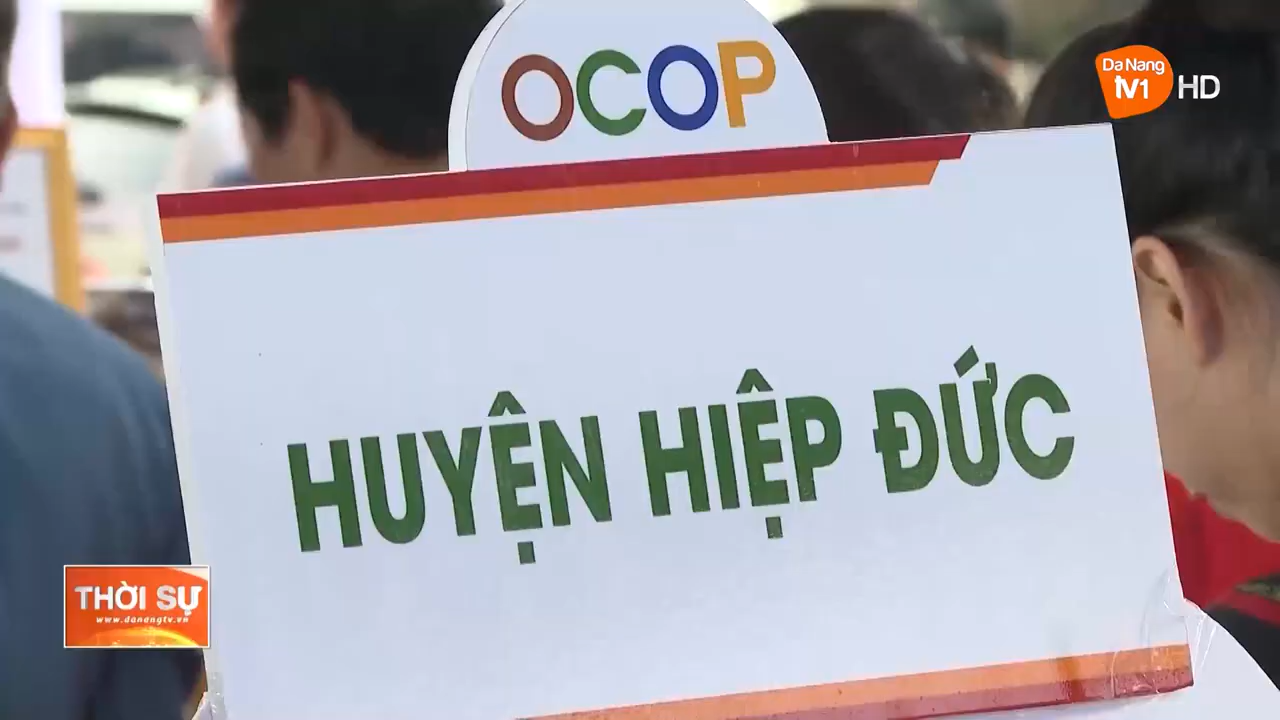 OCOP
Da Nang
TV1 HD
HUYỆN HIỆP ĐỨC
THỜI SỰ
www.danangtv.vn